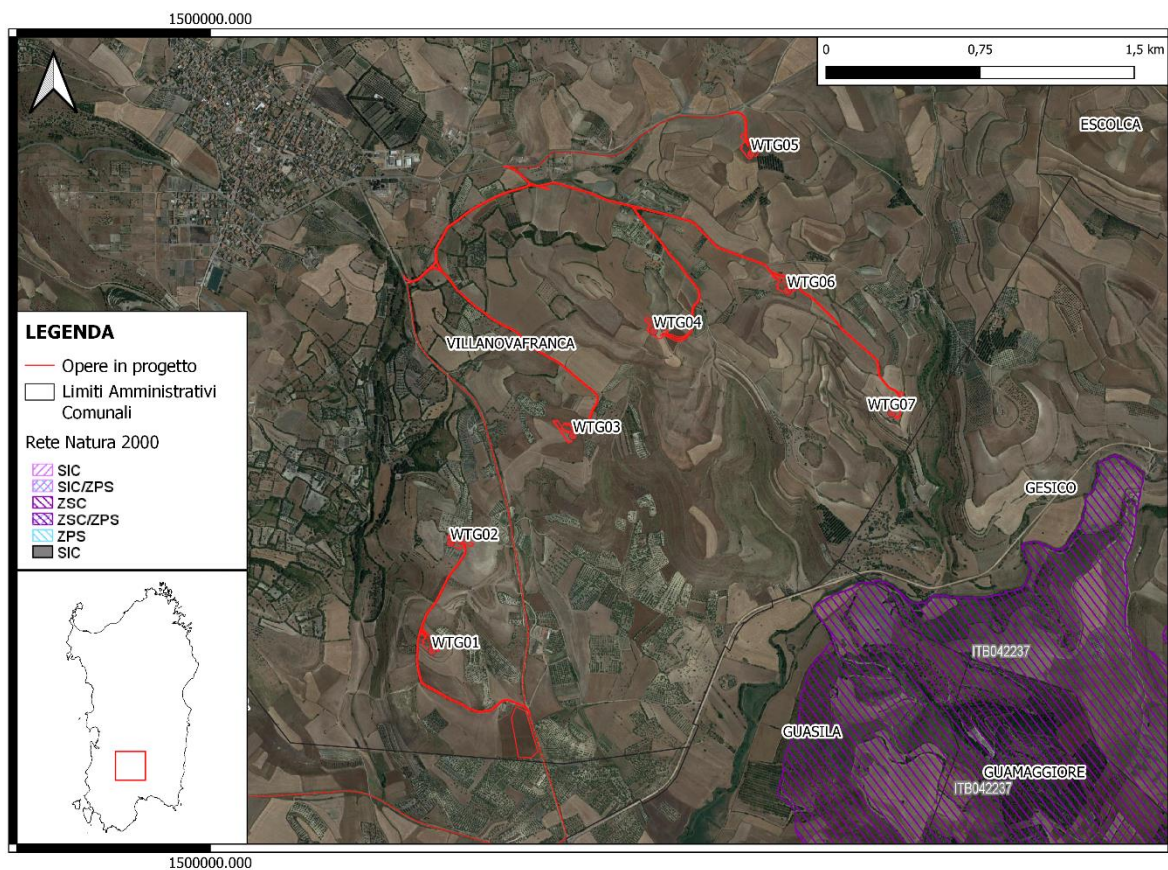 1500000.000
0 0,75 1,5 km
ESCOLCA
WTG05
WTG06
WTG04
VILLANOVAFRANCA
WTG07
WTG03
GESICO
WTG02
WTG01
ITB042237
GUASILA
GUAMAGGIORE
ITB042237
LEGENDA
Opere in progetto
Limiti Amministrativi
Comunali
Rete Natura 2000
SIC
SIC/ZPS
ZSC
ZSC/ZPS
ZPS
SIC
1500000.000